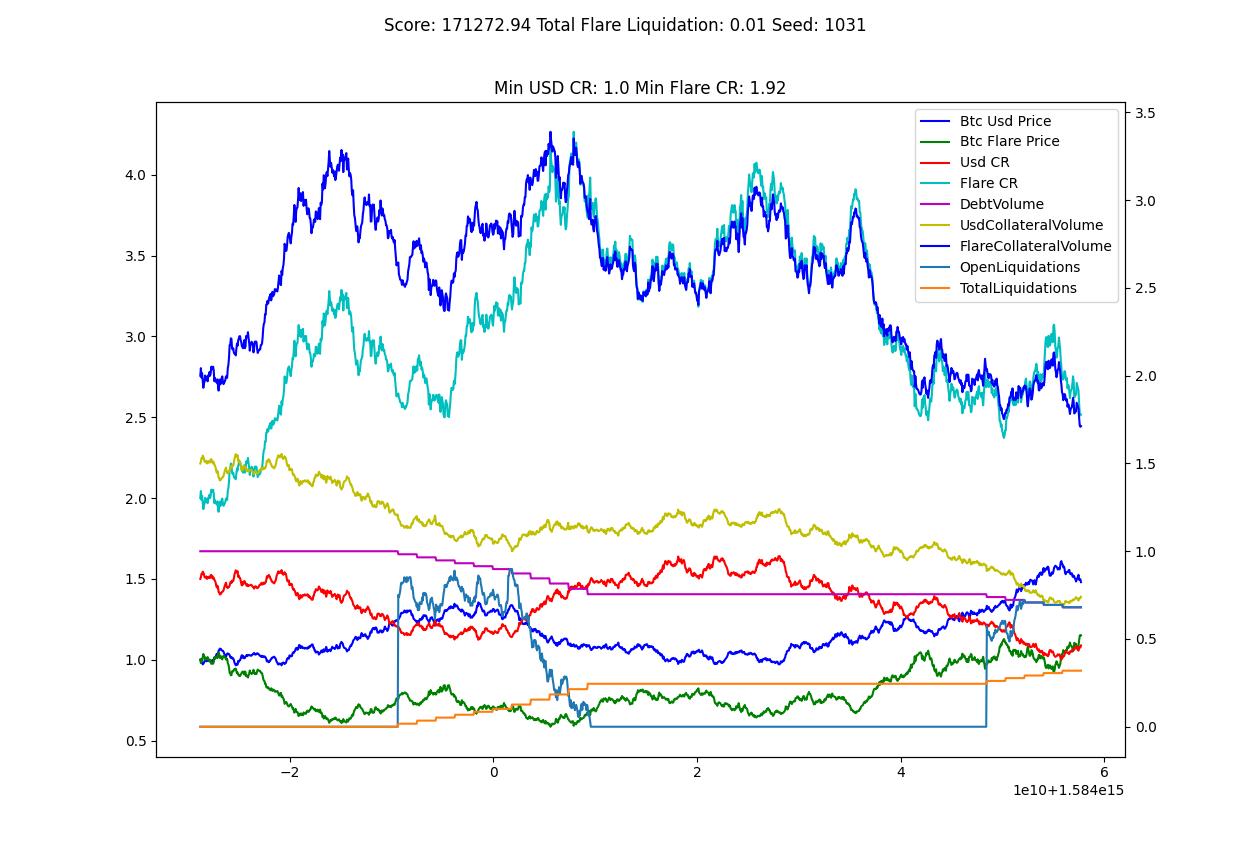 Score: 171272.94 Total Flare Liquidation: 0.01 Seed: 1031
Min USD CR: 1.0 Min Flare CR: 1.92
Btc Usd Price
Btc Flare Price
Usd CR
Flare CR
DebtVolume
UsdCollateralVolume
FlareCollateralVolume
OpenLiquidations
TotalLiquidations
4.0
3.5
3.0
2.5
2.0
1.5
1.0
0.5
3.5
3.0
2.5
2.0
1.5
1.0
0.5
0.0
−2 0 2 4 6
1e10+1.584e15